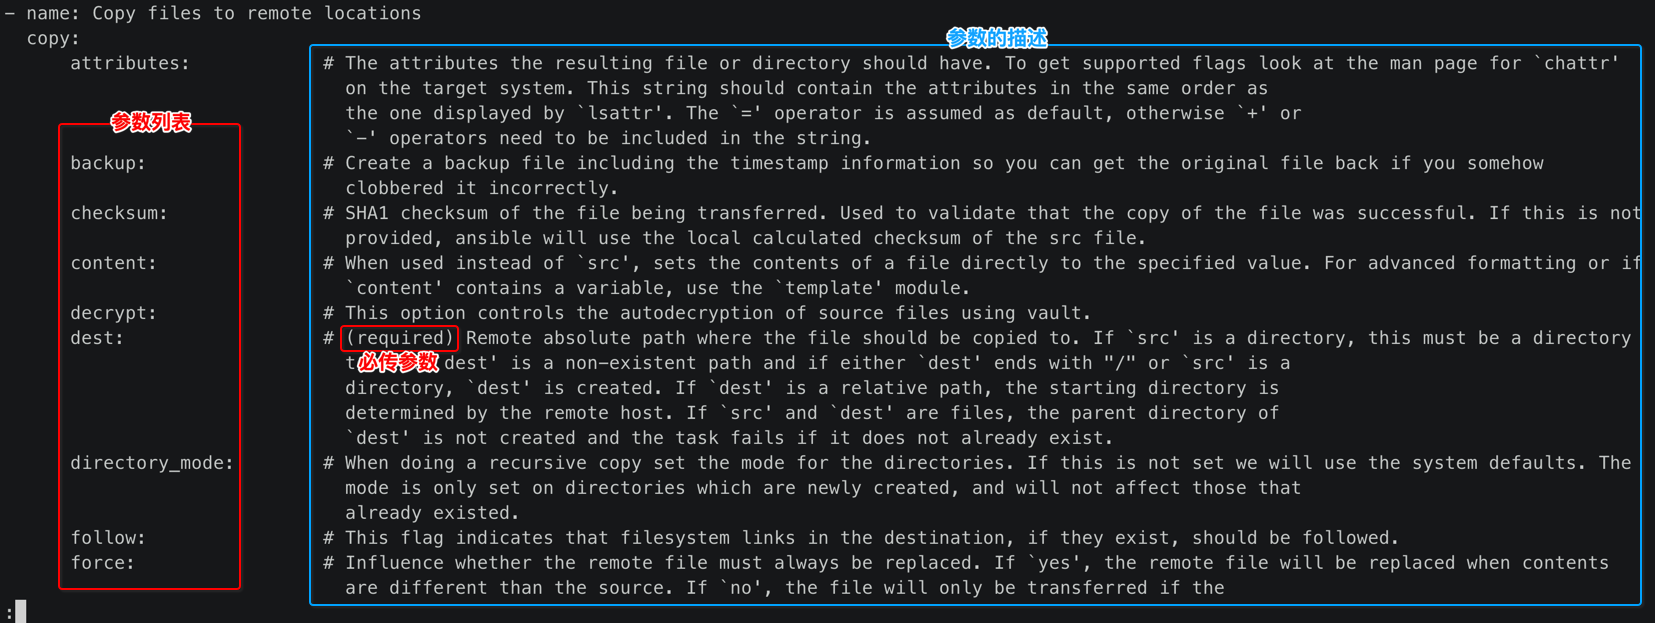 - name: Copy files to remote locations
copy:
参数的描述
attributes: # The attributes the resulting file or directory should have. To get supported flags look at the man page for `chattr'
on the target system. This string should contain the attributes in the same order as
the one displayed by `lsattr'. The `=' operator is assumed as default, otherwise `+' or
参数列表
`-' operators need to be included in the string.
backup: # Create a backup file including the timestamp information so you can get the original file back if you somehow
clobbered it incorrectly.
checksum: # SHA1 checksum of the file being transferred. Used to validate that the copy of the file was successful. If this is not
provided, ansible will use the local calculated checksum of the src file.
content: # When used instead of `src', sets the contents of a file directly to the specified value. For advanced formatting or if
`content' contains a variable, use the `template' module.
decrypt: # This option controls the autodecryption of source files using vault.
dest: # (required) Remote absolute path where the file should be copied to. If `src' is a directory, this must be a directory
必传参数
dest' is a non-existent path and if either `dest' ends with "/" or `src' is a
directory, `dest' is created. If `dest' is a relative path, the starting directory is
determined by the remote host. If `src' and `dest' are files, the parent directory of
`dest' is not created and the task fails if it does not already exist.
directory_mode: # When doing a recursive copy set the mode for the directories. If this is not set we will use the system defaults. The
mode is only set on directories which are newly created, and will not affect those that
already existed.
follow: # This flag indicates that filesystem links in the destination, if they exist, should be followed.
force: # Influence whether the remote file must always be replaced. If `yes', the remote file will be replaced when contents
are different than the source. If `no', the file will only be transferred if the
: